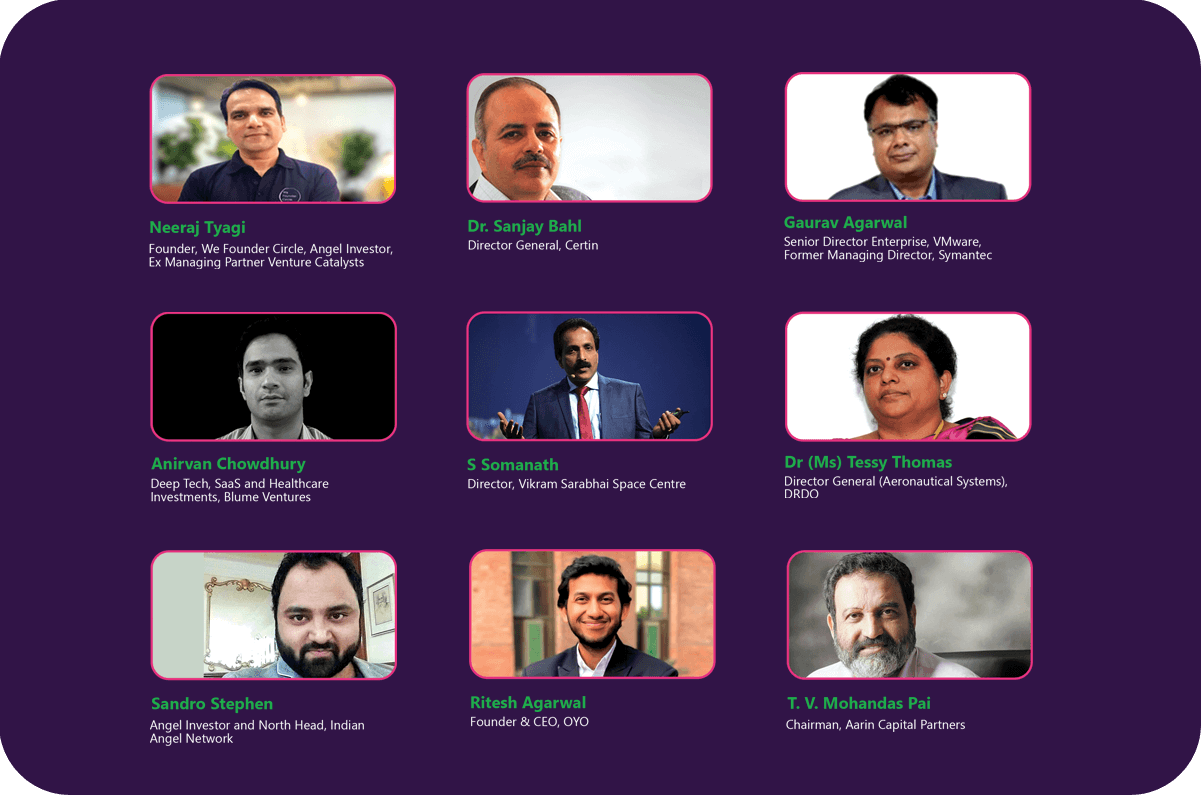 Neeraj Tyagi
Founder, We Founder Circle, Angel Investor,
Ex Managing Partner Venture Catalysts
Dr. Sanjay Bahl
Director General, Certin
Gaurav Agarwal
Senior Director Enterprise, VMware,
Former Managing Director, Symantec
Anirvan Chowdhury
Deep Tech, SaaS and Healthcare
Investments, Blume Ventures
S Somanath
Director, Vikram Sarabhai Space Centre
Dr (Ms) Tessy Thomas
Director General (Aeronautical Systems),
DRDO
Sandro Stephen
Angel Investor and North Head, Indian
Angel Network
Ritesh Agarwal
Founder & CEO, OYO
T. V. Mohandas Pai
Chairman, Aarin Capital Partners